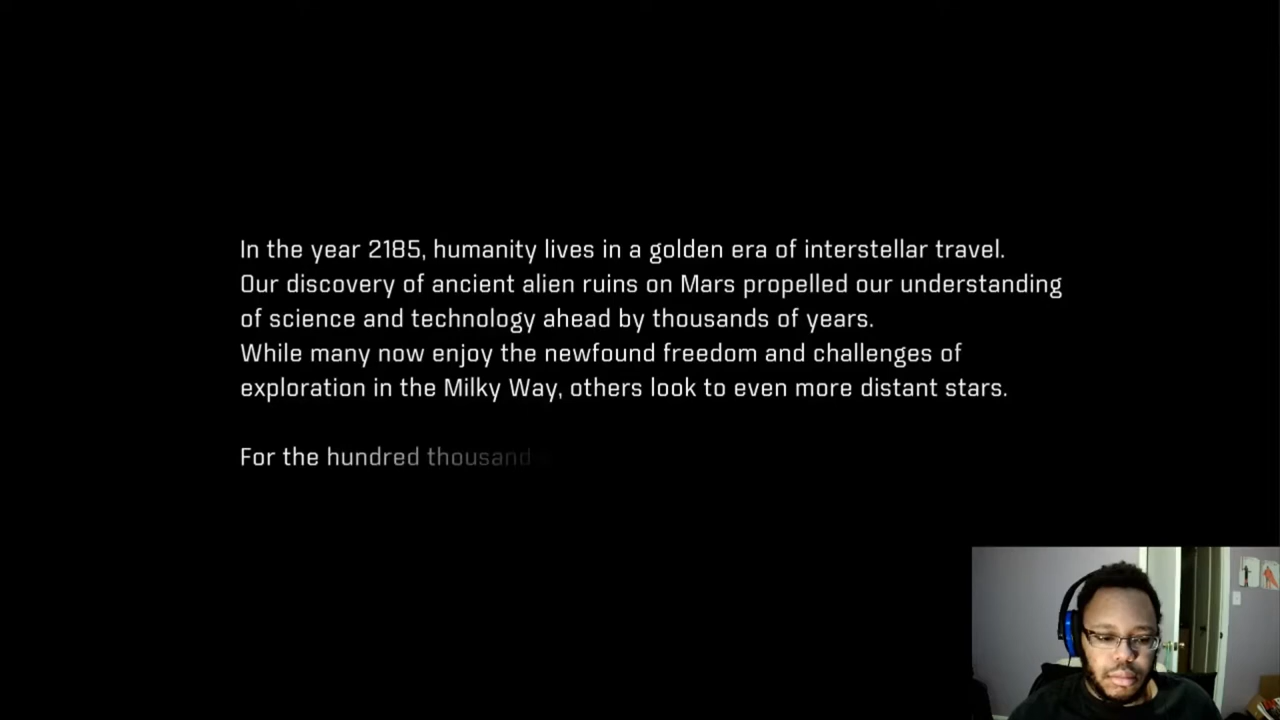 In the year 2185, humanity lives in a golden era of interstellar travel.
Our discovery of ancient alien ruins on Mars propelled our understanding
of science and technology ahead by thousands of years.
While many now enjoy the newfound freedom and challenges of
exploration in the Milky Way, others look to even more distant stars.
For the hundred thousand